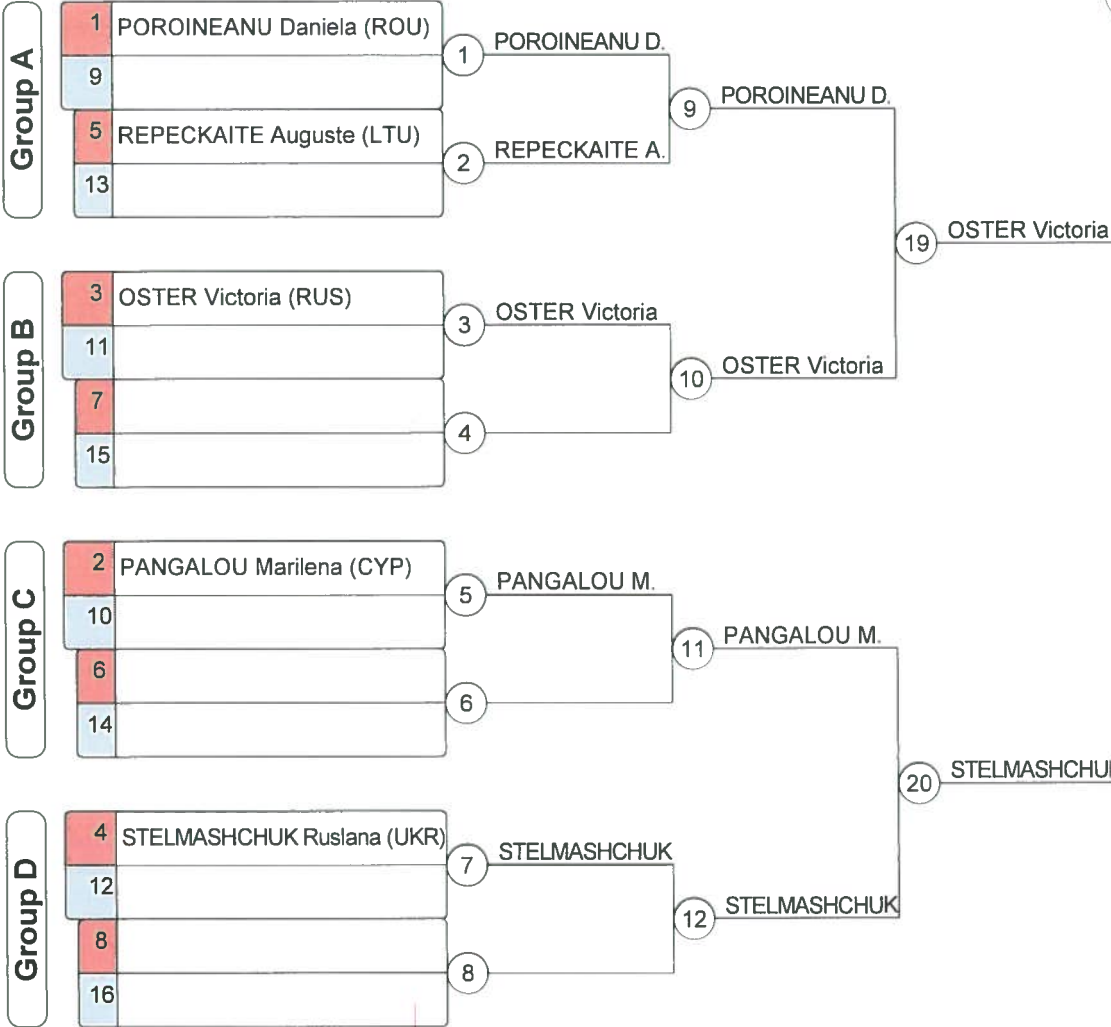 Group A
1 POROINEANU Daniela (ROU)
9
5 REPECKAITE Auguste (LTU)
13
1 POROINEANU D.
2 REPECKAITE A.
9 POROINEANU D.
19 OSTER Victoria
Group B
3 OSTER Victoria (RUS)
11
7
15
3 OSTER Victoria
4
10 OSTER Victoria
Group C
2 PANGALOU Marilena (CYP)
10
6
14
5 PANGALOU M.
6
11 PANGALOU M.
20 STELMASHCHUK
Group D
4 STELMASHCHUK Ruslana (UKR)
12
8
16
7 STELMASHCHUK
8
12 STELMASHCHUK